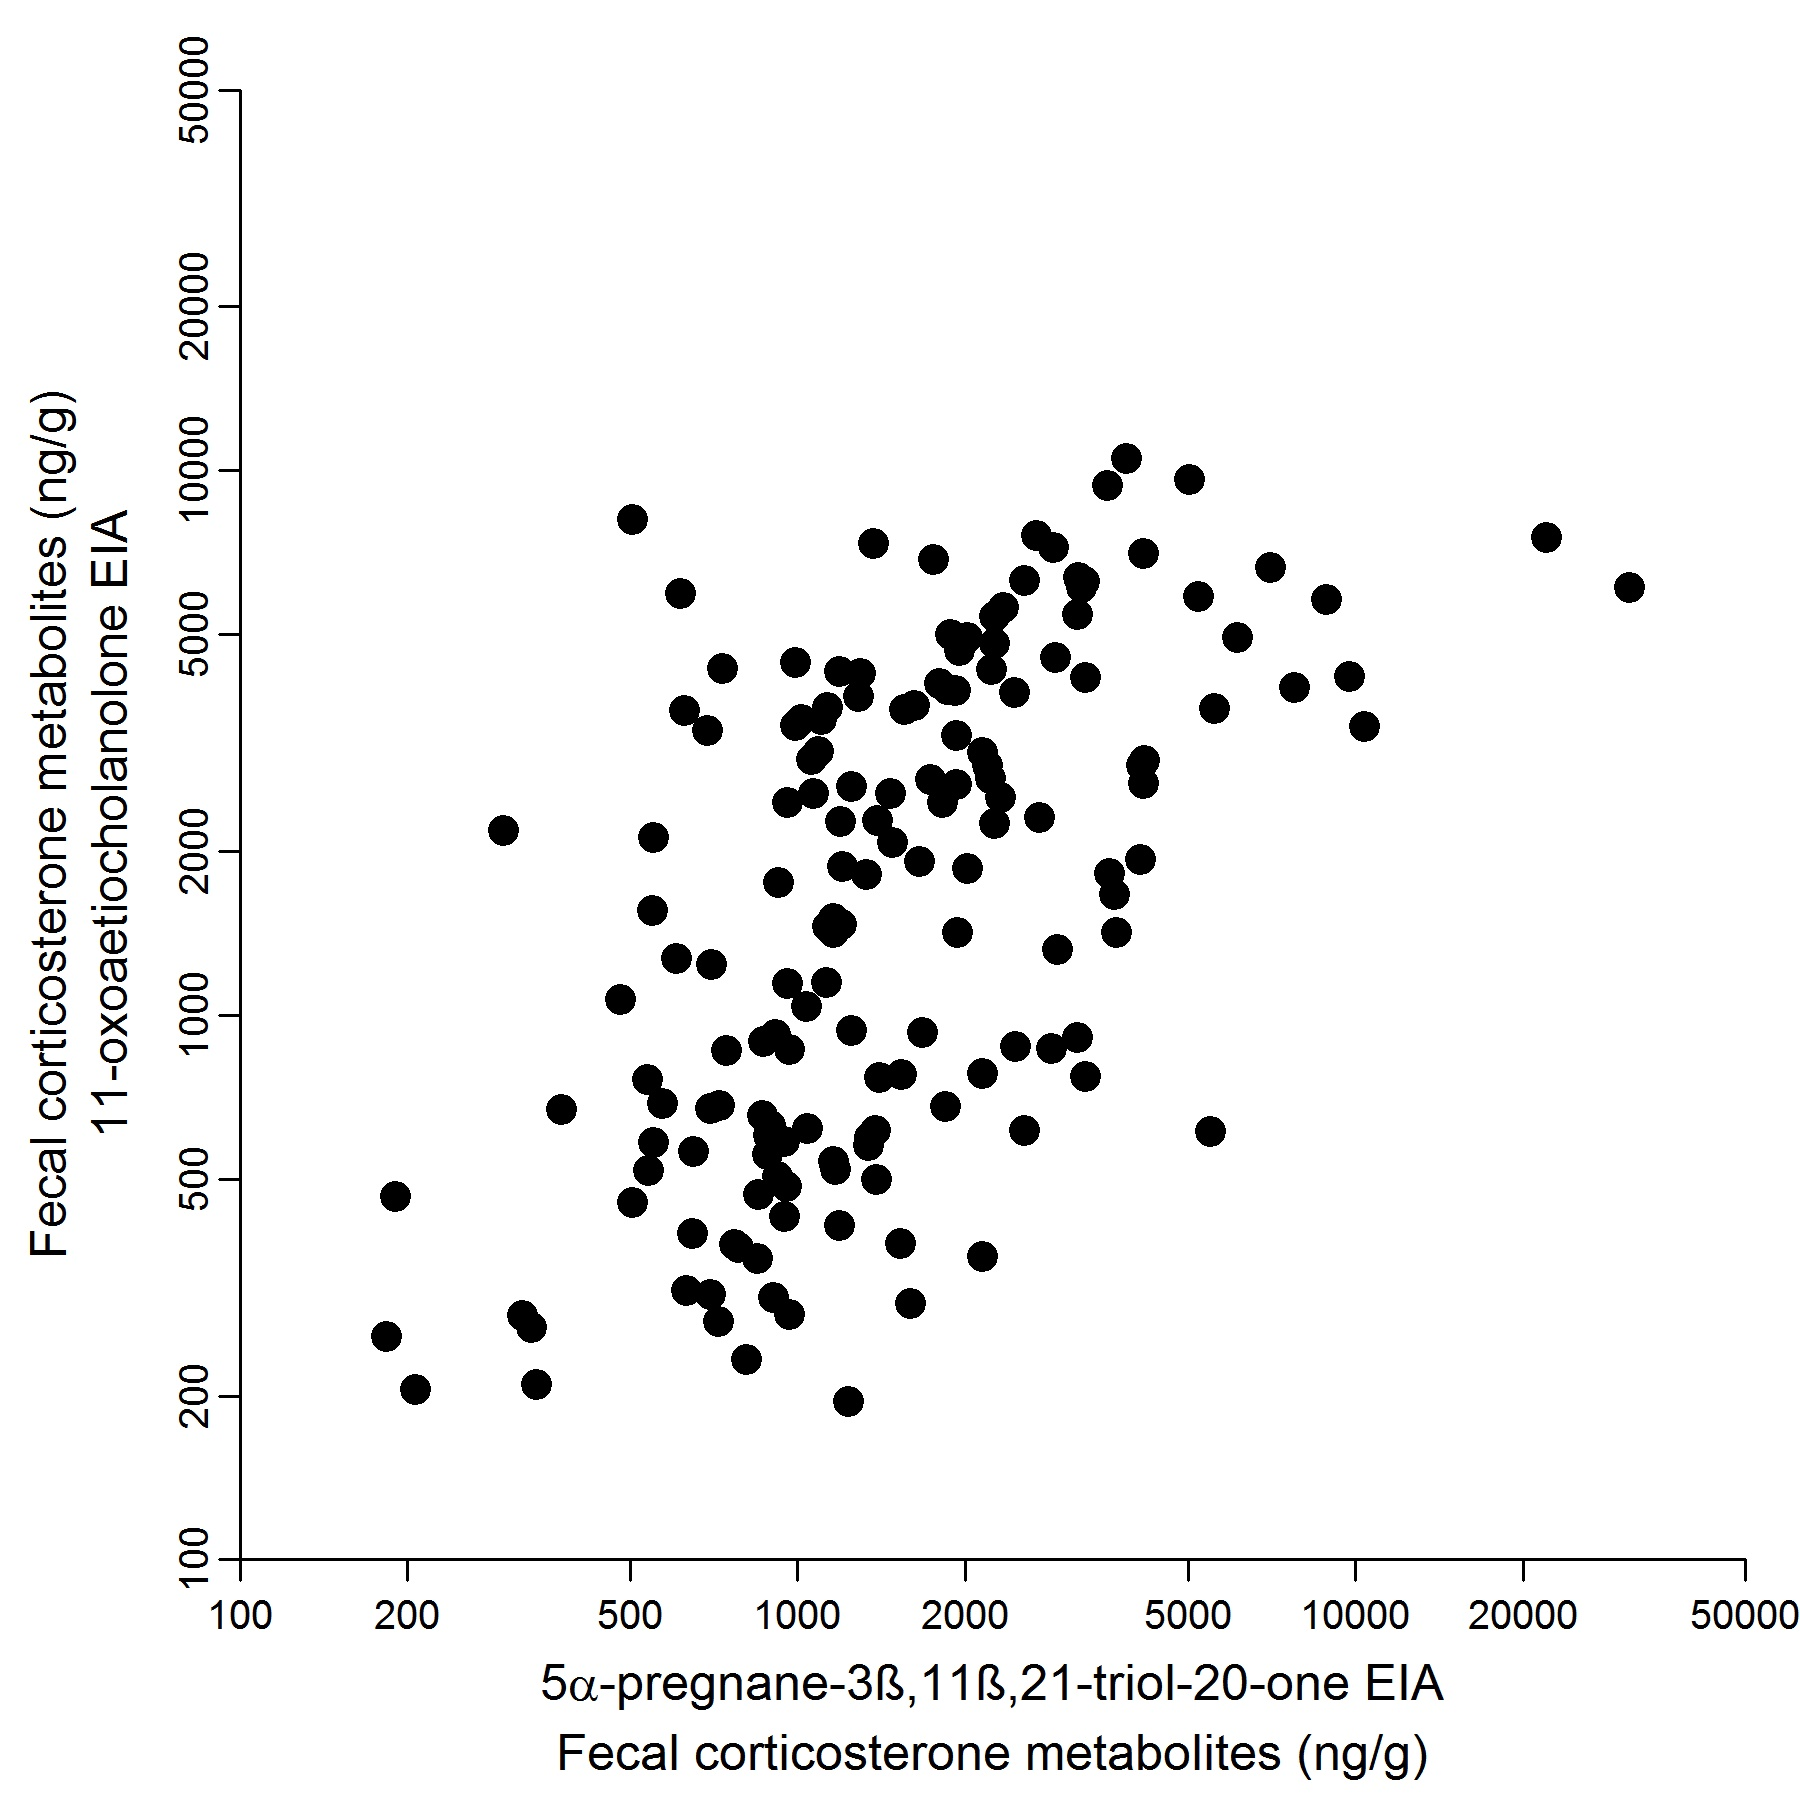 Fecal corticosterone metabolites (ng/g)
11-oxoaetiocholanolone EIA
50000
20000
10000
5000
2000
1000
500
200
100
100 200 500 1000 2000 5000 10000 20000 50000
5α-pregnane-3ß,11ß,21-triol-20-one EIA
Fecal corticosterone metabolites (ng/g)